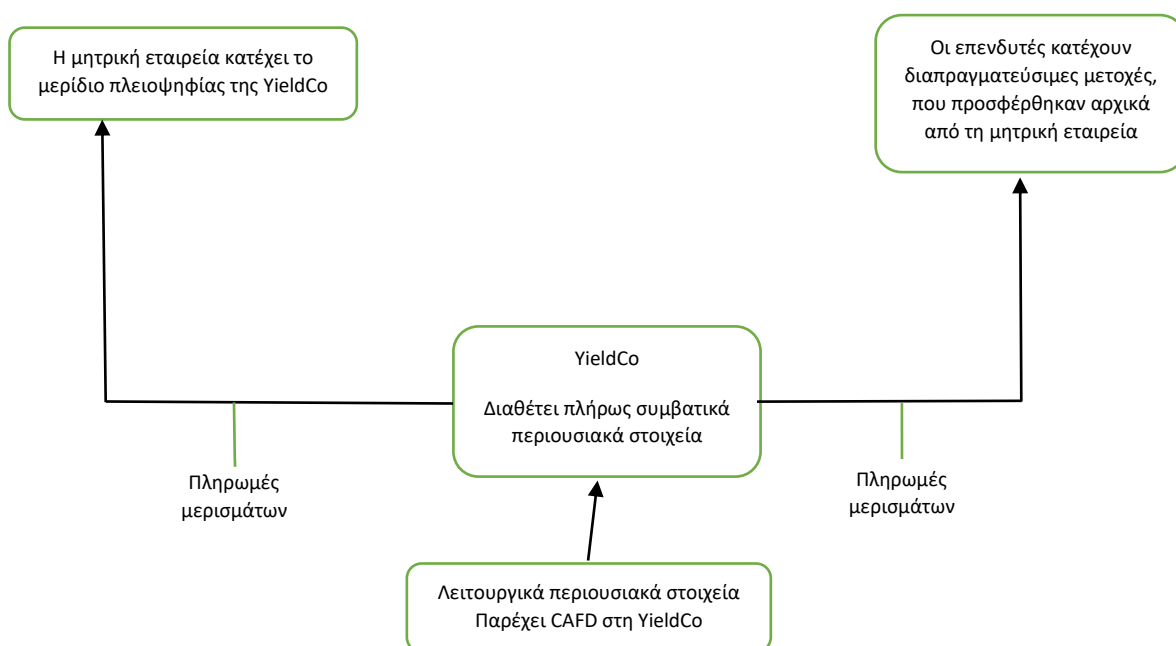 Η μητρική εταιρεία κατέχει το
μερίδιο πλειοψηφίας της YieldCo
Οι επενδυτές κατέχουν
διαπραγματεύσιμες μετοχές,
που προσφέρθηκαν αρχικά
από τη μητρική εταιρεία
YieldCo
Διαθέτει πλήρως συμβατικά
περιουσιακά στοιχεία
Πληρωμές
μερισμάτων
Πληρωμές
μερισμάτων
Λειτουργικά περιουσιακά στοιχεία
Παρέχει CAFD στη YieldCo